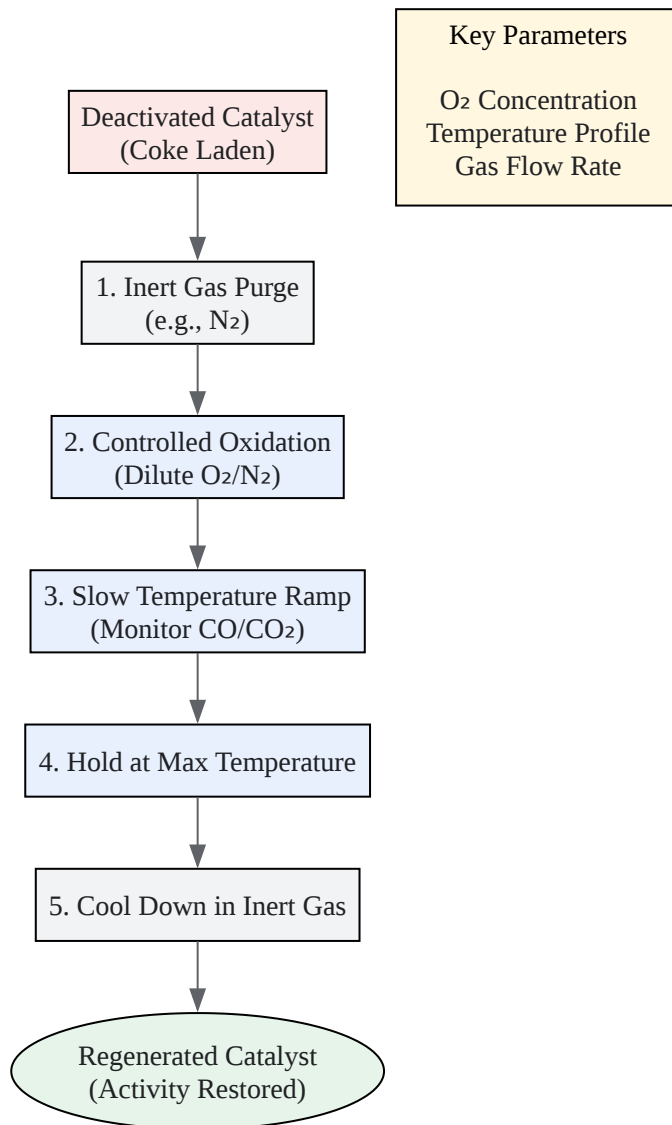 Key Parameters
O₂ Concentration
Temperature Profile
Gas Flow Rate
Deactivated Catalyst
(Coke Laden)
1. Inert Gas Purge
(e.g., N₂)
2. Controlled Oxidation
(Dilute O₂/N₂)
3. Slow Temperature Ramp
(Monitor CO/CO₂)
4. Hold at Max Temperature
5. Cool Down in Inert Gas
Regenerated Catalyst
(Activity Restored)